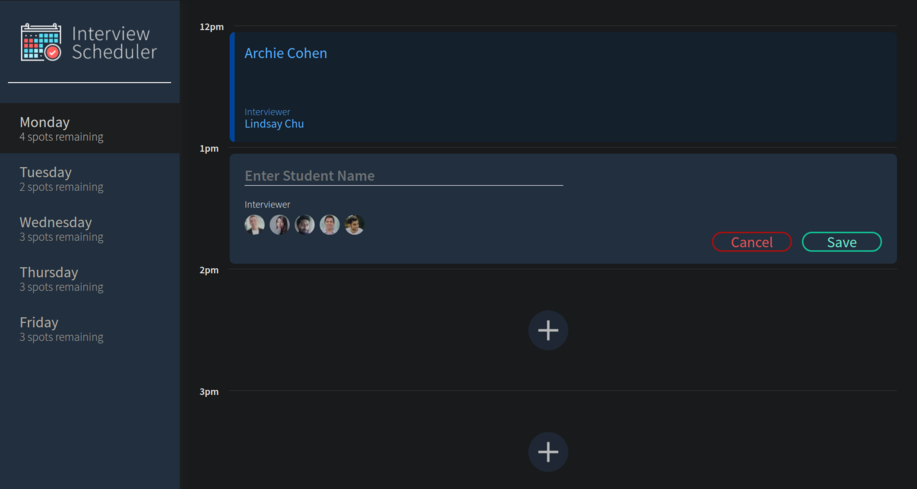 Interview
Scheduler
Monday
4 spots remaining
Tuesday
2 spots remaining
Wednesday
3 spots remaining
Thursday
3 spots remaining
Friday
3 spots remaining
12pm
Archie Cohen
Interviewer
Lindsay Chu
1pm
Enter Student Name
Interviewer
Cancel
Save
2pm
3pm